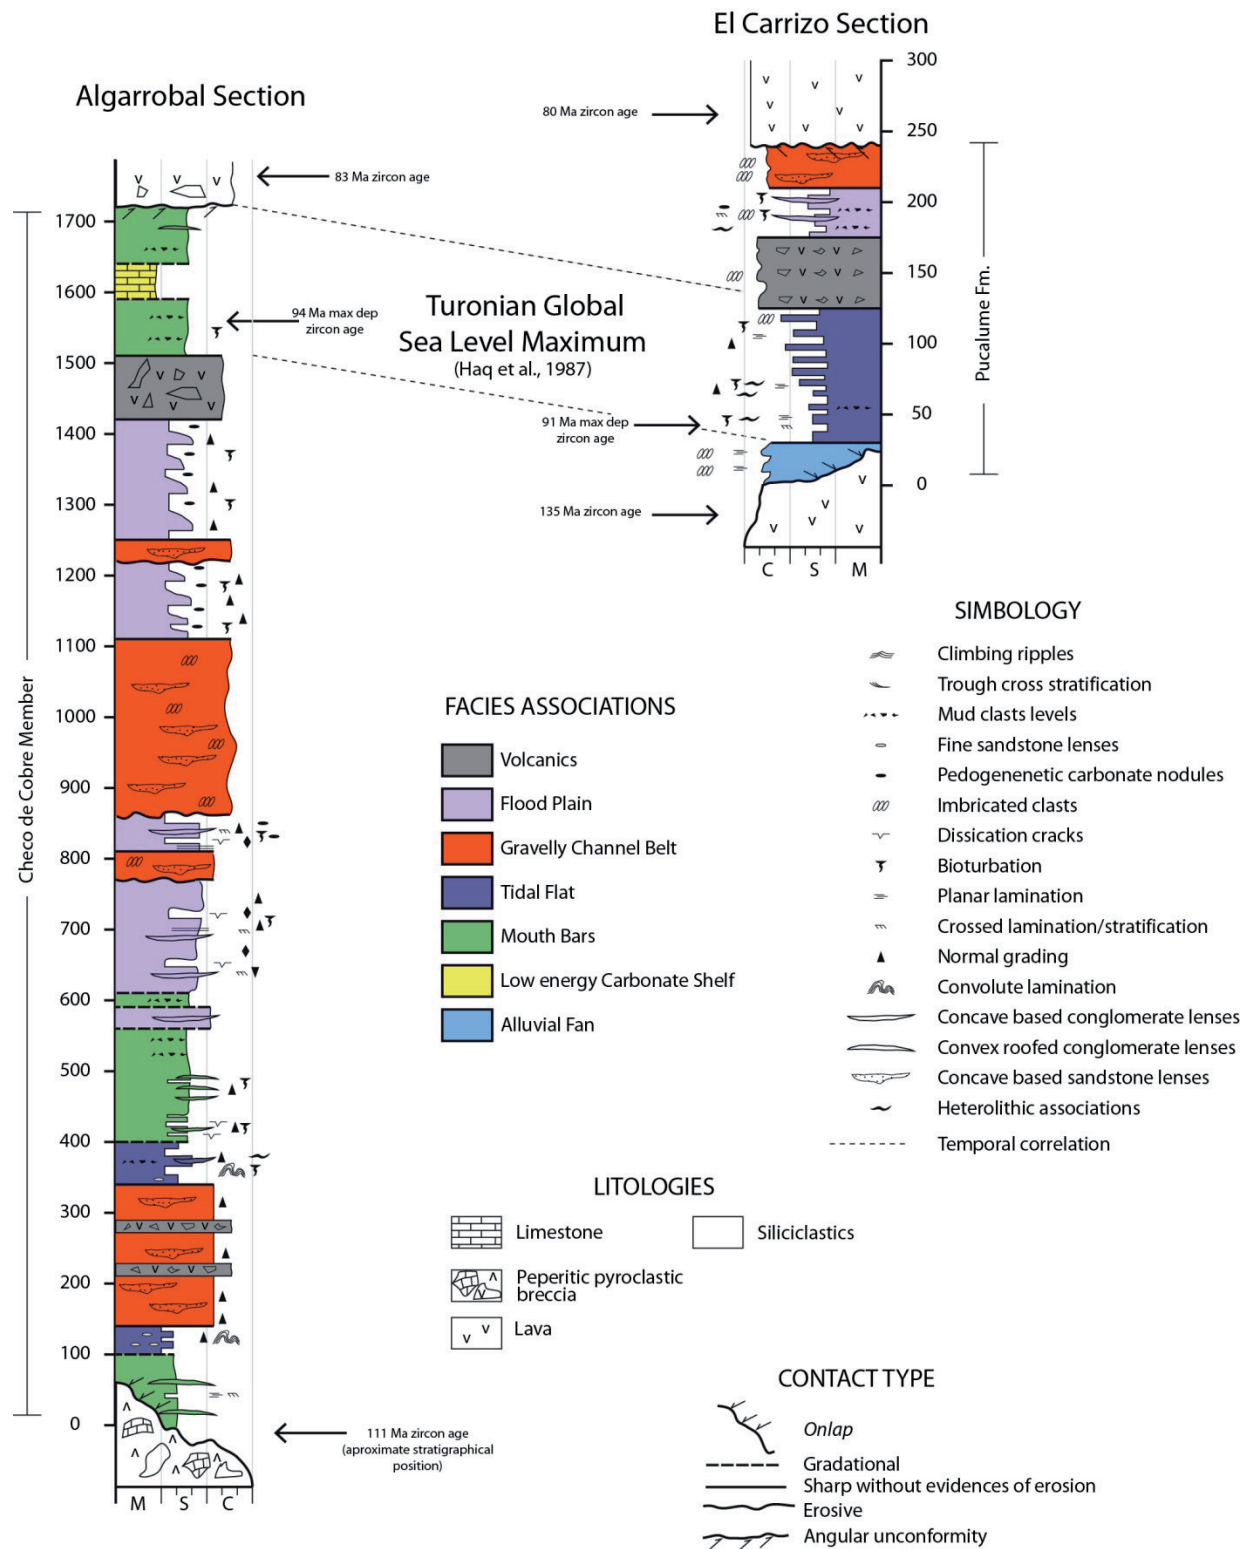 El Carrizo Section
Algarrobal Section
300
250
200
150
100
50
0
80 Ma zircon age
83 Ma zircon age
94 Ma max dep
zircon age
Turonian Global
Sea Level Maximum
(Haq et al., 1987)
91 Ma max dep
zircon age
135 Ma zircon age
Pucalume Fm.
C S M
1700
1600
1500
1400
1300
1200
1100
1000
900
800
700
600
500
400
300
200
100
0
Checo de Cobre Member
111 Ma zircon age
(aproximate stratigraphical
position)
M S C
FACIES ASSOCIATIONS
Volcanics
Flood Plain
Gravelly Channel Belt
Tidal Flat
Mouth Bars
Low energy Carbonate Shelf
Alluvial Fan
SIMBOLOGY
Climbing ripples
Trough cross stratification
Mud clasts levels
Fine sandstone lenses
Pedogenenetic carbonate nodules
Imbricated clasts
Dissication cracks
Bioturbation
Planar lamination
Crossed lamination/stratification
Normal grading
Convolute lamination
Concave based conglomerate lenses
Convex roofed conglomerate lenses
Concave based sandstone lenses
Heterolithic associations
Temporal correlation
LITOLOGIES
Limestone
Siliciclastics
Peperitic pyroclastic
breccia
Lava
CONTACT TYPE
Onlap
Gradational
Sharp without evidences of erosion
Erosive
Angular unconformity